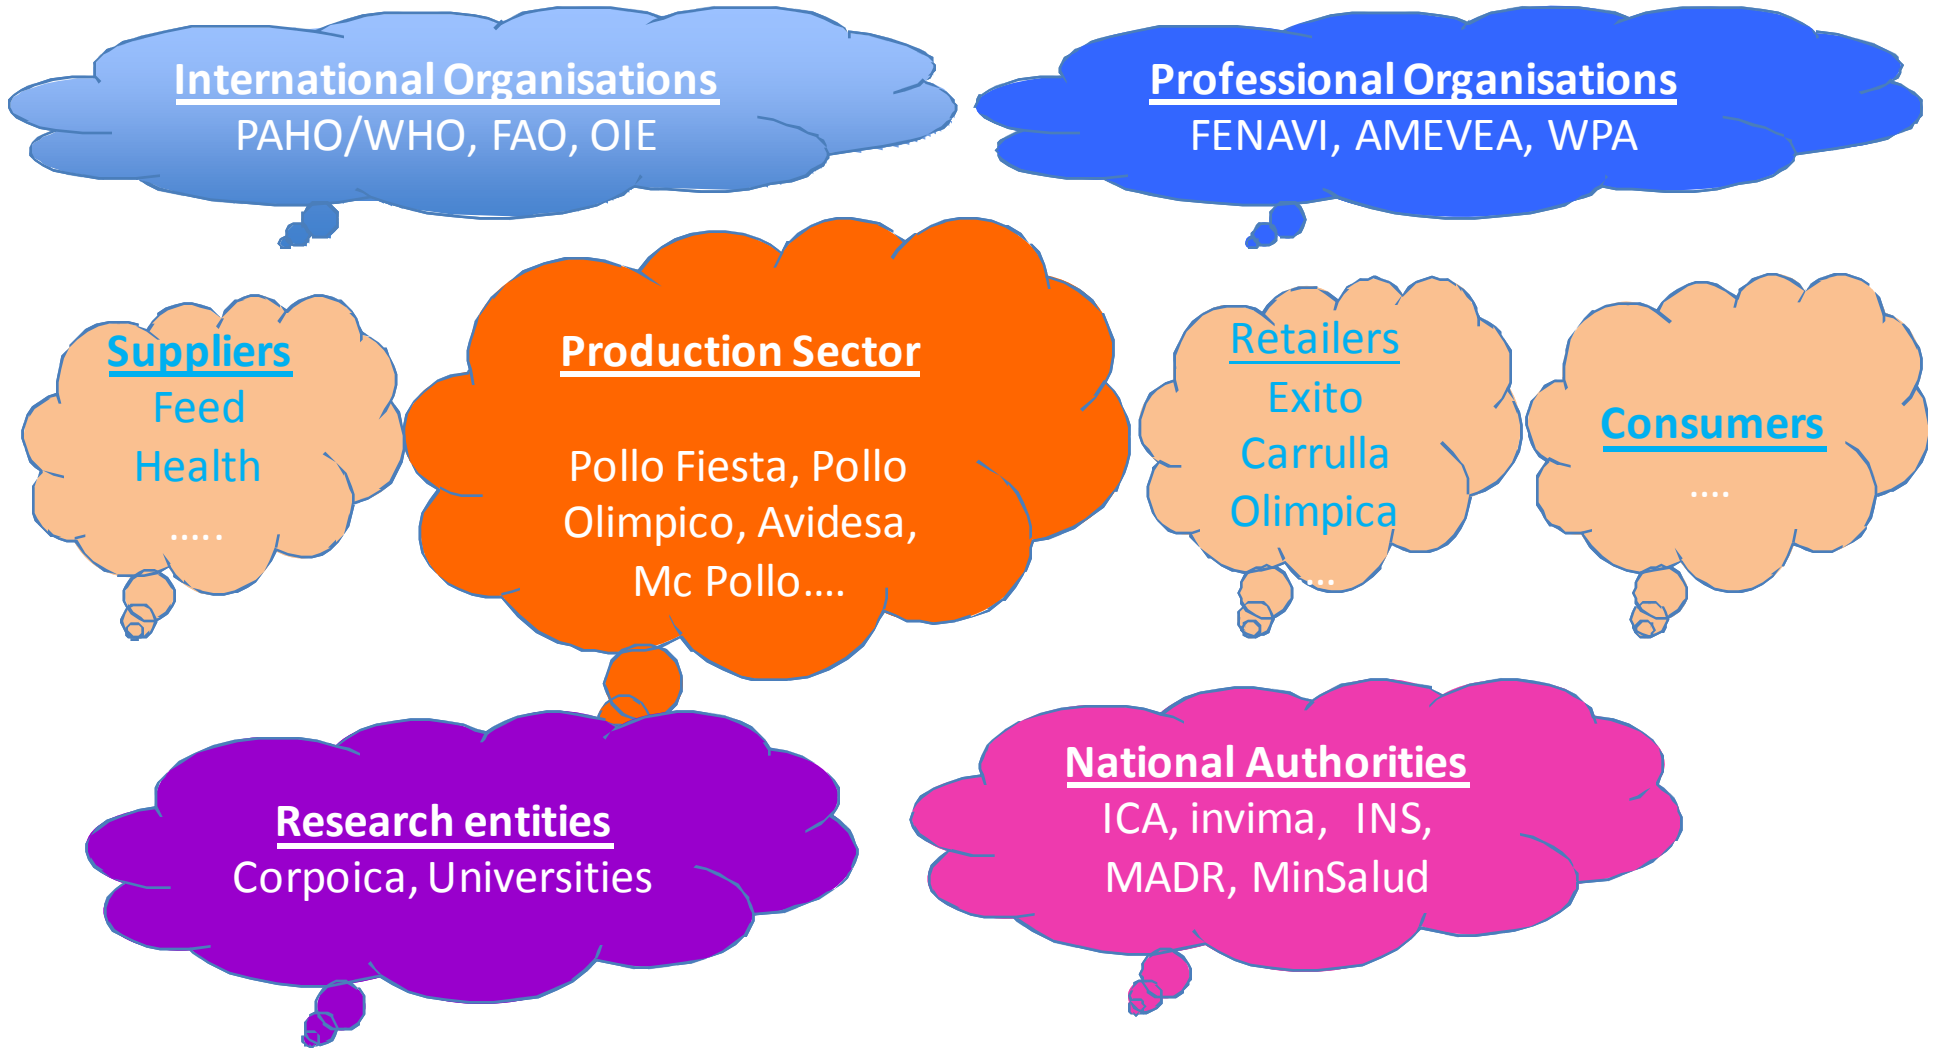 International Organisations
PAHO/WHO, FAO, OIE
Professional Organisations
FENAVI, AMEVEA, WPA
Suppliers
Feed
Health
.....
Production Sector
Pollo Fiesta, Pollo
Olimpico, Avidesa,
Mc Pollo....
Retailers
Exito
Carrulla
Olimpica
....
Consumers
....
Research entities
Corpoica, Universities
National Authorities
ICA, invima, INS,
MADR, MinSalud